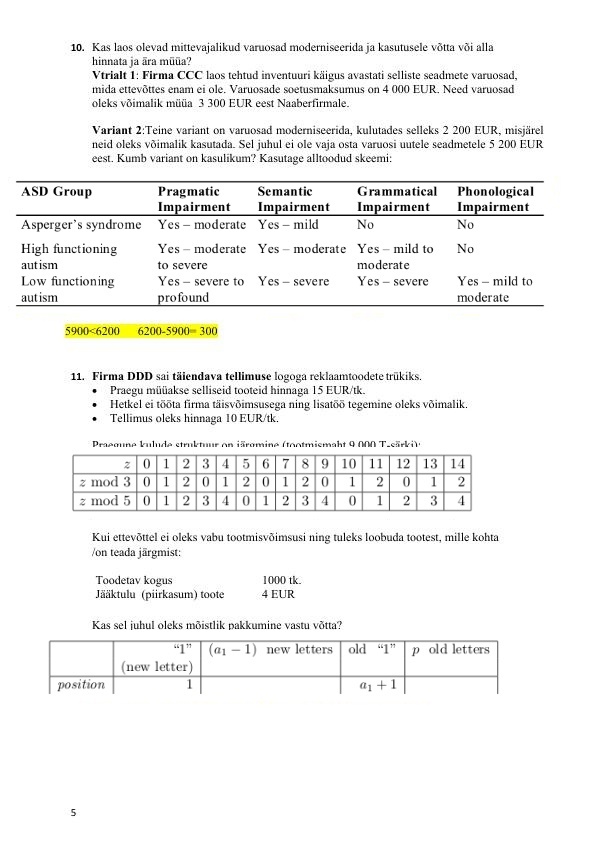 10. Kas laos olevad mittevajalikud varuosad moderniseerida ja kasutusele võtta või alla
hinnata ja ära müüa?
Vtrialt 1: Firma CCC laos tehtud inventuuri käigus avastati selliste seadmete varuosad,
mida ettevõttes enam ei ole. Varuosade soetusmaksumus on 4 000 EUR. Need varuosad
oleks võimalik müüa 3 300 EUR eest Naaberfirmale.
Variant 2:Teine variant on varuosad moderniseerida, kulutades selleks 2 200 EUR, misjärel
neid oleks võimalik kasutada. Sel juhul ei ole vaja osta varuosi uutele seadmetele 5 200 EUR
eest. Kumb variant on kasulikum? Kasutage alltoodud skeemi:
ASD Group Pragmatic Semantic Grammatical Phonological
Impairment Impairment Impairment Impairment
Asperger's syndrome Yes – moderate Yes – mild No No
High functioning Yes – moderate Yes – moderate Yes – mild to No
autism to severe moderate
Low functioning Yes – severe to Yes – severe Yes – severe Yes – mild to
autism profound moderate
5900<6200 6200-5900= 300
11. Firma DDD sai täiendava tellimuse logoga reklaamtoodete trükiks.
• Praegu müüakse selliseid tooteid hinnaga 15 EUR/tk.
• Hetkel ei tööta firma täisvõimsusega ning lisatöö tegemine oleks võimalik.
• Tellimus oleks hinnaga 10 EUR/tk.
Praegune kulude struktuur on järgmine (tootmismaht 9 000 T-särki):
z 0 1 2 3 4 5 6 7 8 9 10 11 12 13 14
z mod 3 0 1 2 0 1 2 0 1 2 0 1 2 0 1 2
z mod 5 0 1 2 3 4 0 1 2 3 4 0 1 2 3 4
Kui ettevõttel ei oleks vabu tootmisvõimsusi ning tuleks loobuda tootest, mille kohta
/on teada järgmist:
Toodetav kogus 1000 tk.
Jääktulu (piirkasum) toote 4 EUR
Kas sel juhul oleks mõistlik pakkumine vastu võtta?
"1" (a₁ − 1) new letters old "1" p old letters
(new letter)
position 1 a₁ + 1
5